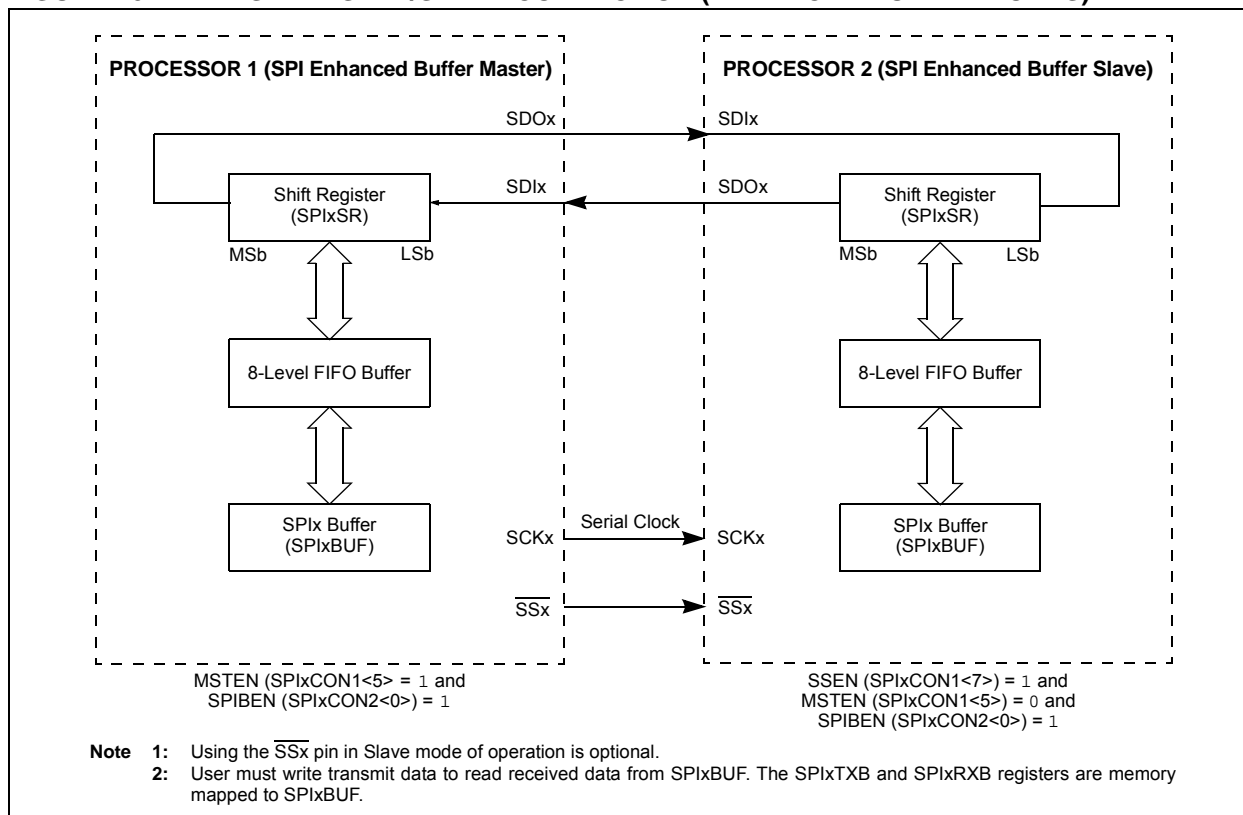 PROCESSOR 1 (SPI Enhanced Buffer Master)
PROCESSOR 2 (SPI Enhanced Buffer Slave)
SDOx
SDIx
Shift Register
(SPIxSR)
SDIx
SDOx
Shift Register
(SPIxSR)
MSb
LSb
MSb
LSb
8-Level FIFO Buffer
8-Level FIFO Buffer
SPIx Buffer
(SPIxBUF)
SCKx
Serial Clock
SCKx
SPIx Buffer
(SPIxBUF)
SSx
SSx
MSTEN (SPIxCON1<5> = 1 and
SPIBEN (SPIxCON2<0>) = 1
SSEN (SPIxCON1<7>) = 1 and
MSTEN (SPIxCON1<5>) = 0 and
SPIBEN (SPIxCON2<0>) = 1
Note 1: Using the SSx pin in Slave mode of operation is optional.
2: User must write transmit data to read received data from SPIxBUF. The SPIxTXB and SPIxRXB registers are memory
mapped to SPIxBUF.